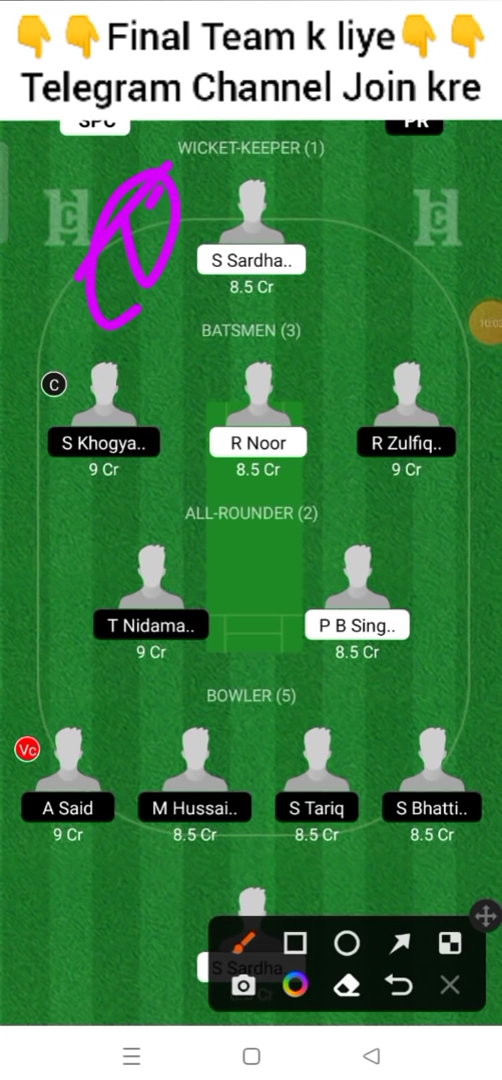 Final Team k liye
Telegram Channel Join kre
SPC PR
WICKET-KEEPER (1)
S Sardha..
8.5 Cr
BATSMEN (3)
C
S Khogya.. R Noor R Zulfiq..
9 Cr 8.5 Cr 9 Cr
ALL-ROUNDER (2)
T Nidama.. P B Sing..
9 Cr 8.5 Cr
BOWLER (5)
Vc
A Said M Hussai.. S Tariq S Bhatti..
9 Cr 8.5 Cr 8.5 Cr 8.5 Cr
S Sardha..